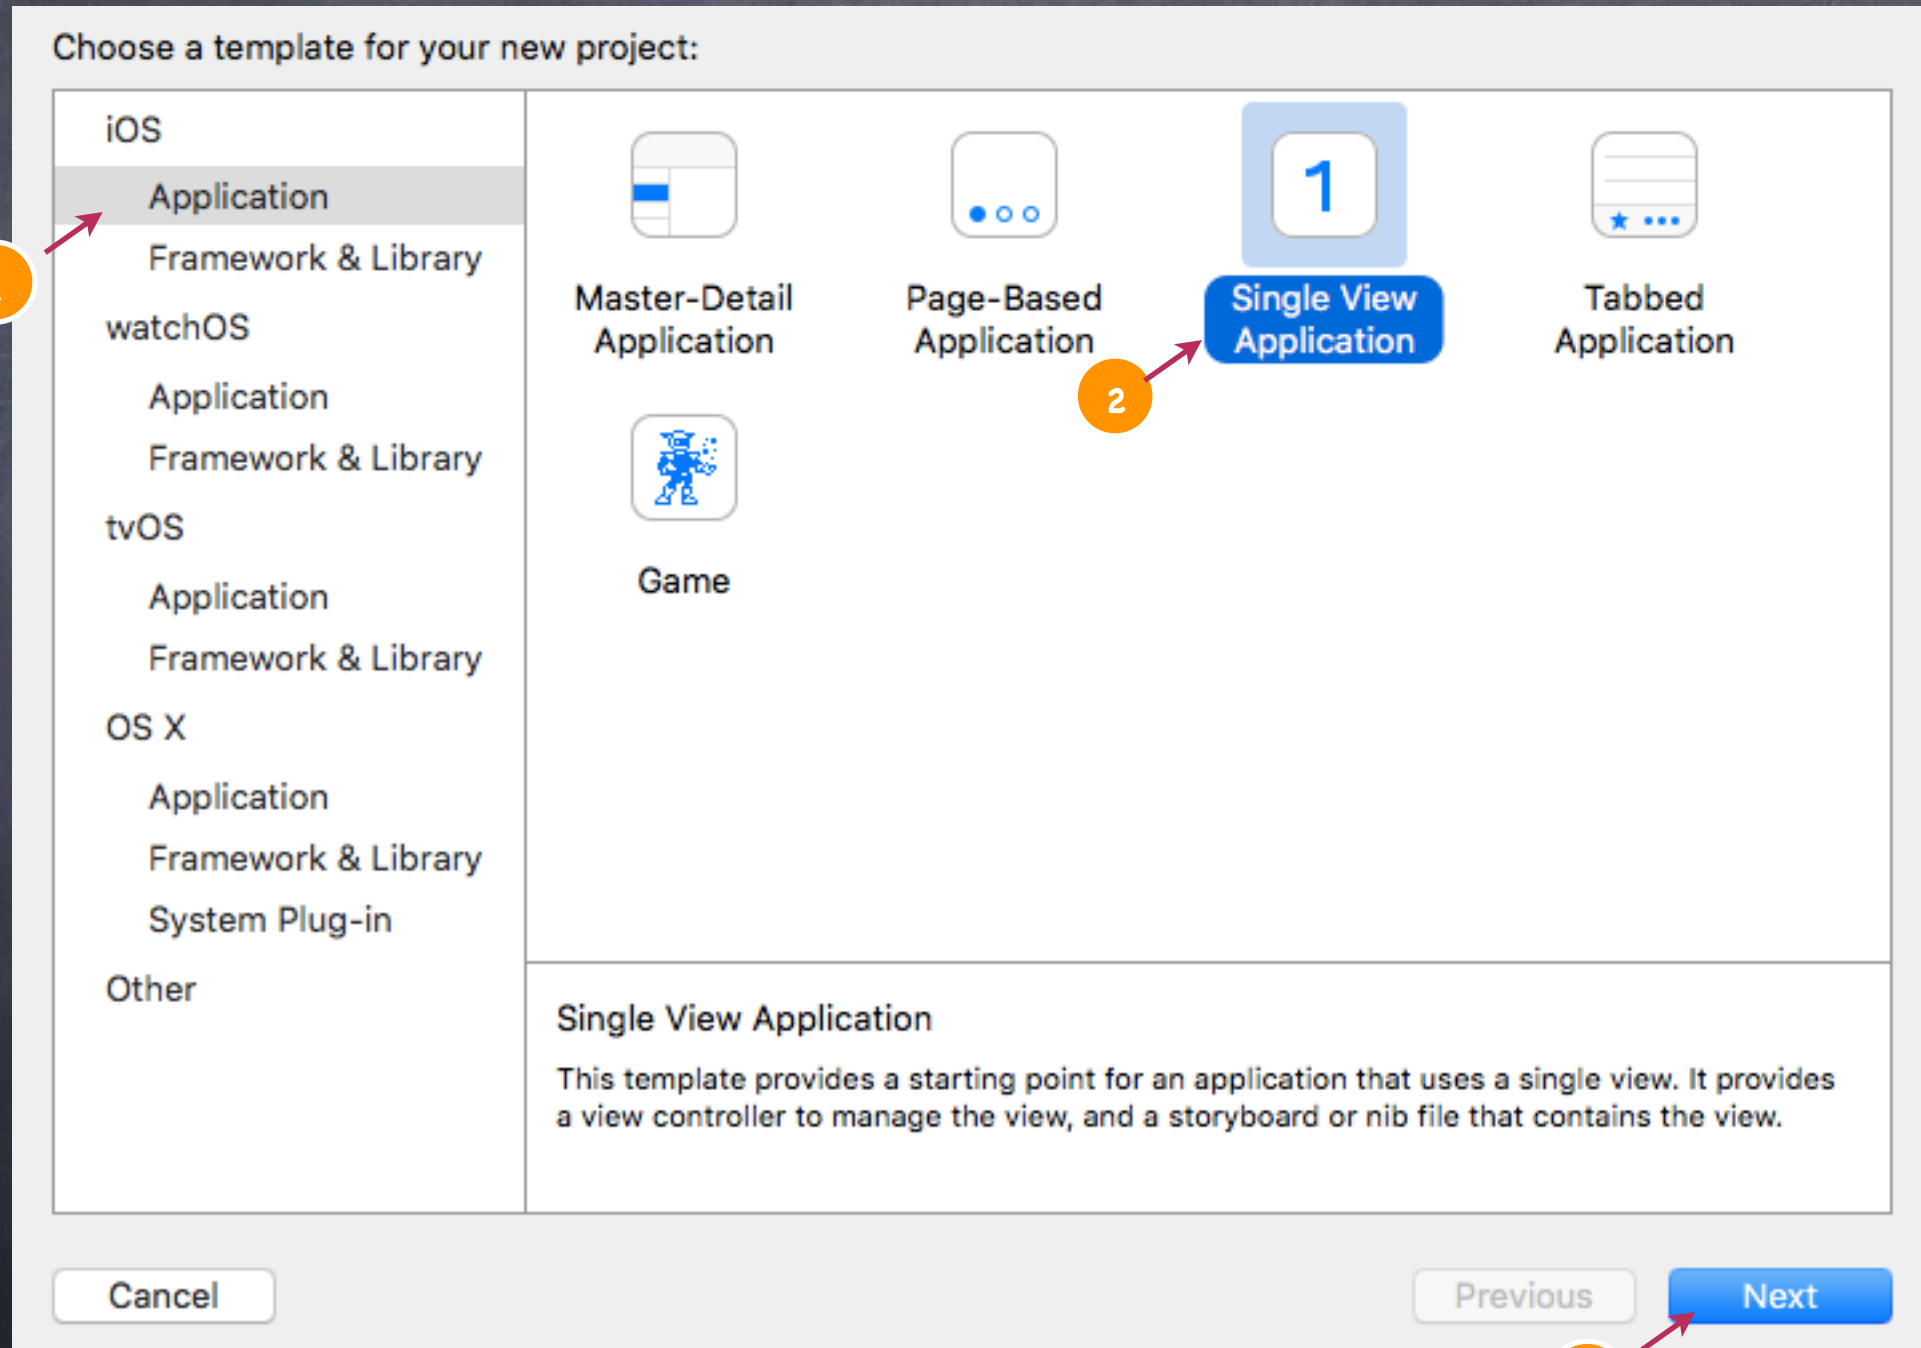 Choose a template for your new project:
iOS
Application
Framework & Library
watchOS
Application
Framework & Library
tvOS
Application
Framework & Library
OS X
Application
Framework & Library
System Plug-in
Other
Master-Detail
Application
Page-Based
Application
1
Single View
Application
Tabbed
Application
2
Game
Single View Application
This template provides a starting point for an application that uses a single view. It provides
a view controller to manage the view, and a storyboard or nib file that contains the view.
Cancel
Previous
Next